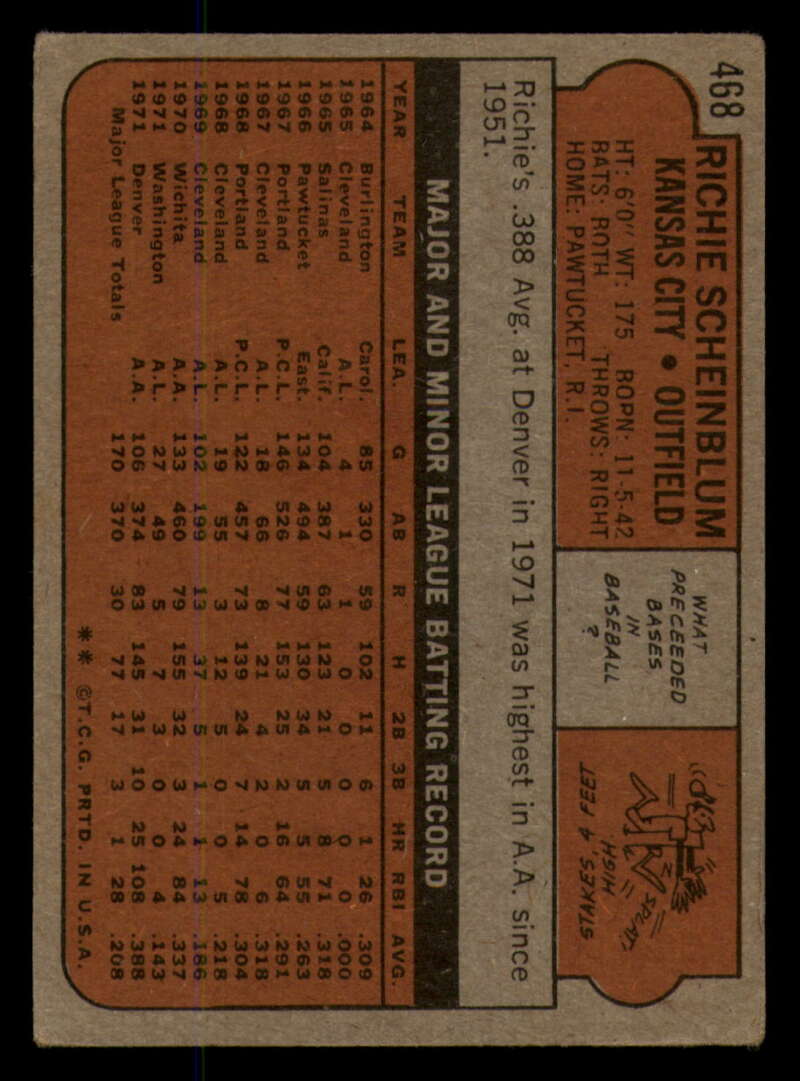 468
RICHIE SCHEINBLUM
KANSAS CITY • OUTFIELD
HT: 6'0" WT: 175 BORN: 11-5-42
BATS: BOTH THROWS: RIGHT
HOME: PAWTUCKET, R.I.
WHAT
PRECEEDED
BASES
IN
BASEBALL
?
SPLAT!
STAKES, 4 FEET
HIGH
Richie's .388 Avg. at Denver in 1971 was highest in A.A. since
1951.
MAJOR AND MINOR LEAGUE BATTING RECORD
YEAR TEAM LEA. G AB R H 2B 3B HR RBI AVG.
1964 Burlington Carol. 85 330 59 102 11 6 1 26 .309
1965 Cleveland A.L. 4 1 1 0 0 0 0 0 .000
1965 Salinas Calif. 104 387 63 123 21 5 8 71 .318
1966 Pawtucket East. 134 494 59 130 34 5 5 55 .263
1967 Portland P.C.L. 146 526 77 153 25 2 16 64 .291
1967 Cleveland A.L. 18 66 8 21 4 2 0 6 .318
1968 Portland P.C.L. 122 457 73 139 24 7 14 78 .304
1968 Cleveland A.L. 19 55 3 12 5 0 0 5 .218
1969 Cleveland A.L. 102 199 13 37 5 1 1 13 .186
1970 Wichita A.A. 133 460 79 155 32 3 24 84 .337
1971 Washington A.L. 27 49 5 7 3 0 0 4 .143
1971 Denver A.A. 106 374 83 145 31 10 25 108 .388
Major League Totals 170 370 30 77 17 3 1 28 .208
** ©T.C.G. PRTD. IN U.S.A.